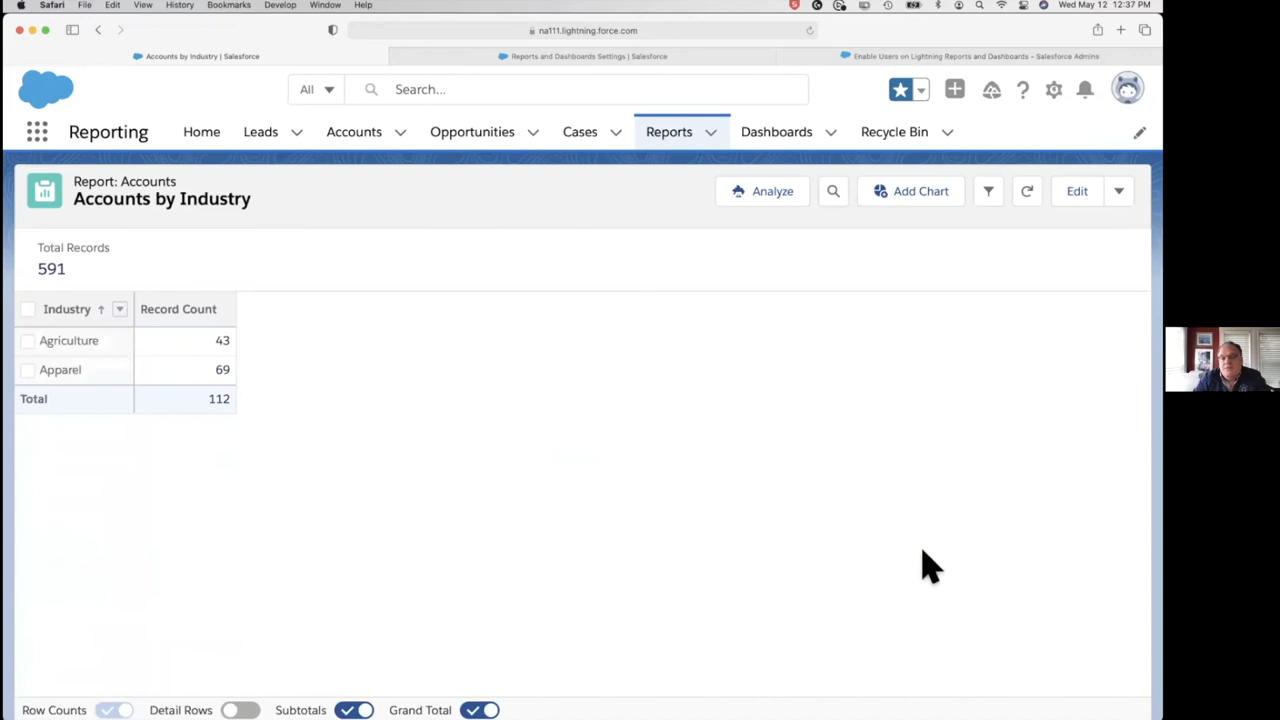 Safari File Edit View History Bookmarks Develop Window Help Wed May 12 12:37 PM
na111.lightning.force.com
Accounts by Industry | Salesforce Reports and Dashboards Settings | Salesforce Enable Users on Lightning Reports and Dashboards - Salesforce Admins
All Search...
Reporting Home Leads Accounts Opportunities Cases Reports Dashboards Recycle Bin
Report: Accounts
Accounts by Industry
Analyze Add Chart Edit
Total Records
591
Industry ↑ Record Count
Agriculture 43
Apparel 69
Total 112
Row Counts Detail Rows Subtotals Grand Total